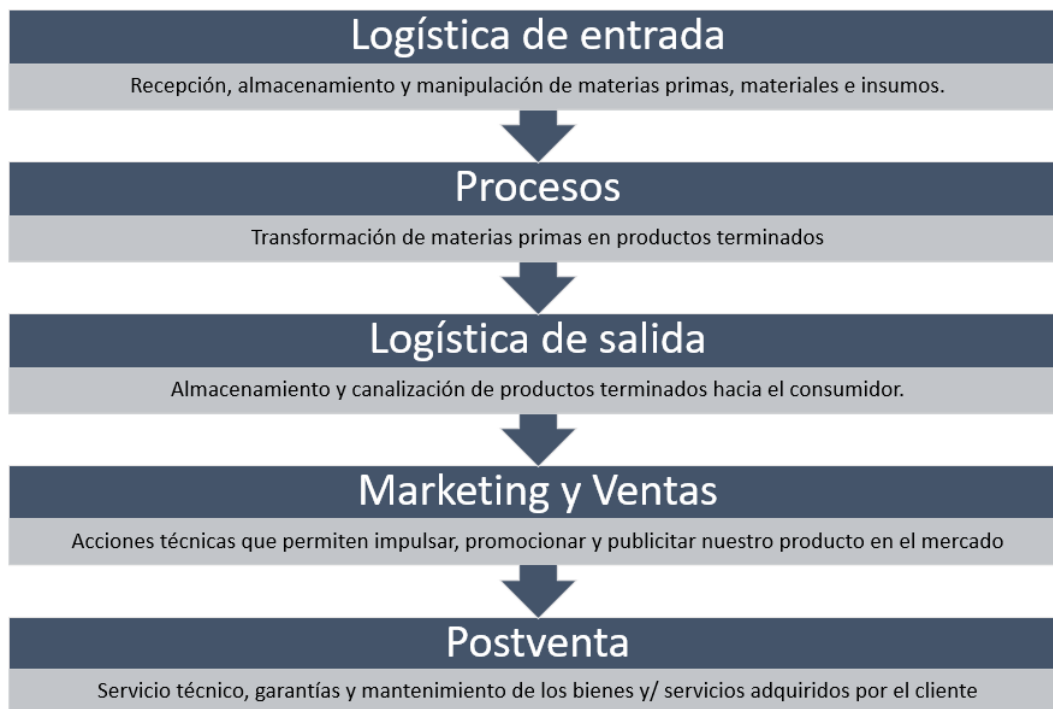 Logística de entrada
Recepción, almacenamiento y manipulación de materias primas, materiales e insumos.
Procesos
Transformación de materias primas en productos terminados
Logística de salida
Almacenamiento y canalización de productos terminados hacia el consumidor.
Marketing y Ventas
Acciones técnicas que permiten impulsar, promocionar y publicitar nuestro producto en el mercado
Postventa
Servicio técnico, garantías y mantenimiento de los bienes y/ servicios adquiridos por el cliente